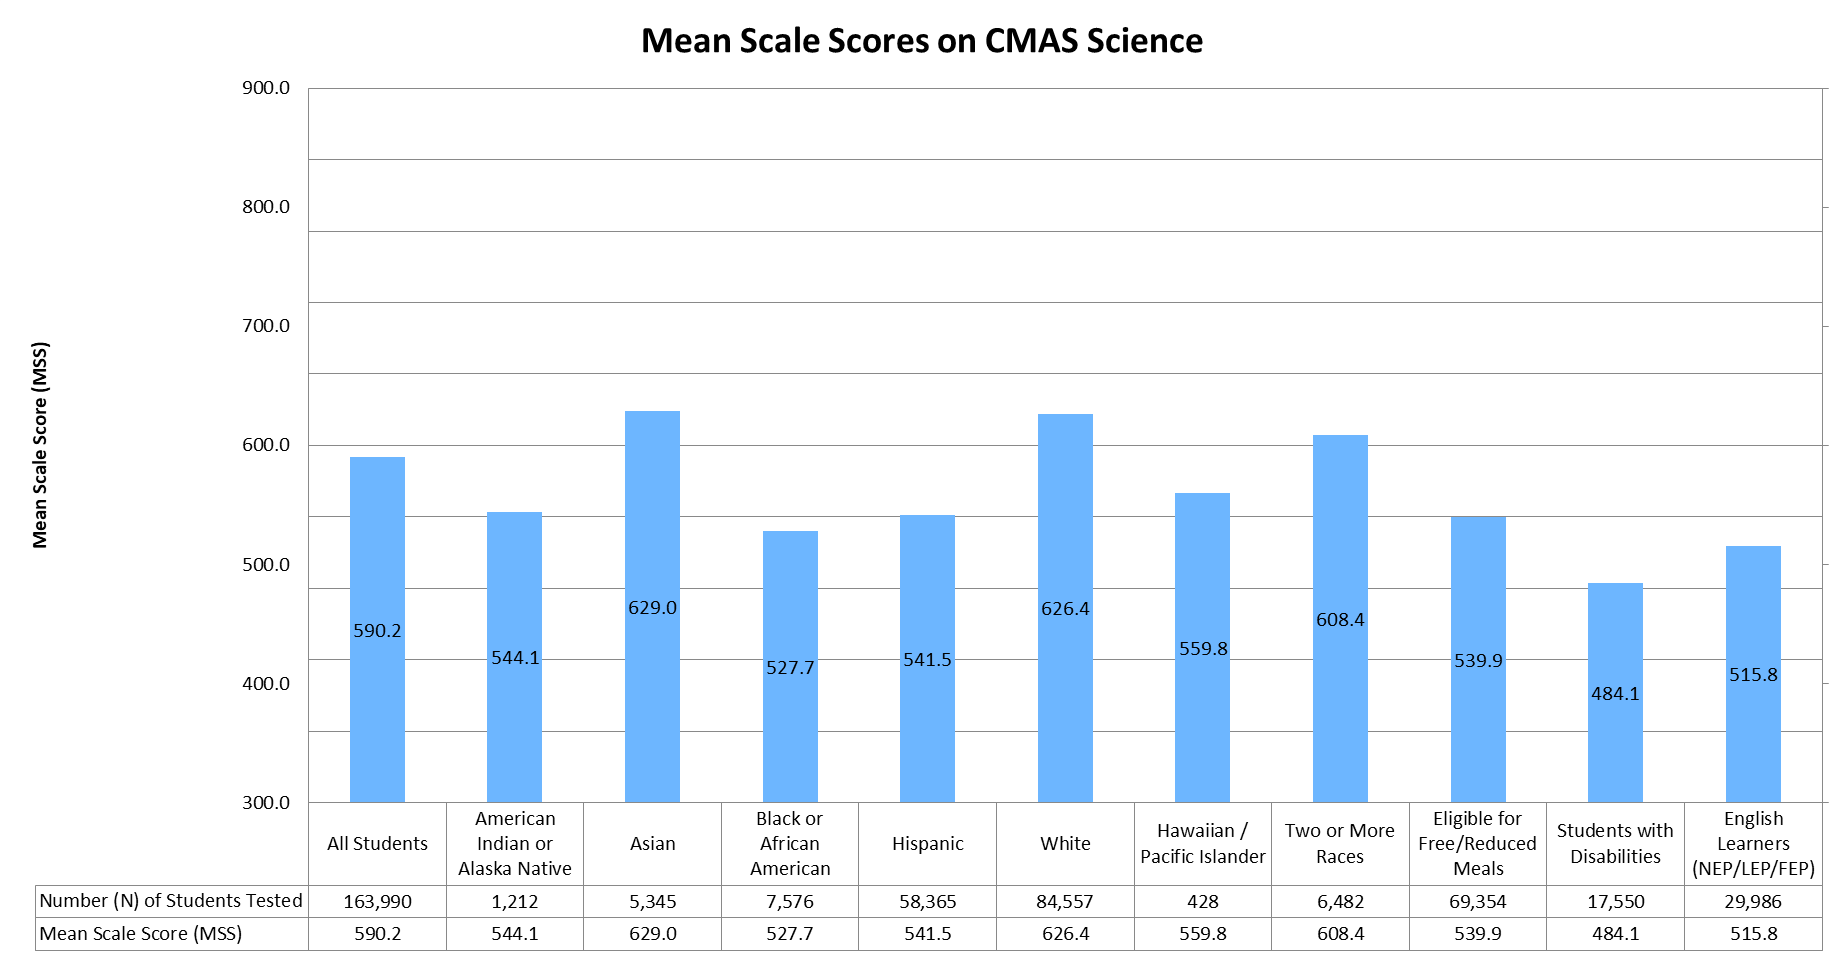 Mean Scale Scores on CMAS Science
Mean Scale Score (MSS)
900.0
800.0
700.0
600.0
500.0
400.0
300.0
590.2
544.1
629.0
527.7
541.5
626.4
559.8
608.4
539.9
484.1
515.8
All Students
American
Indian or
Alaska Native
Asian
Black or
African
American
Hispanic
White
Hawaiian /
Pacific Islander
Two or More
Races
Eligible for
Free/Reduced
Meals
Students with
Disabilities
English
Learners
(NEP/LEP/FEP)
Number (N) of Students Tested 163,990 1,212 5,345 7,576 58,365 84,557 428 6,482 69,354 17,550 29,986
Mean Scale Score (MSS) 590.2 544.1 629.0 527.7 541.5 626.4 559.8 608.4 539.9 484.1 515.8